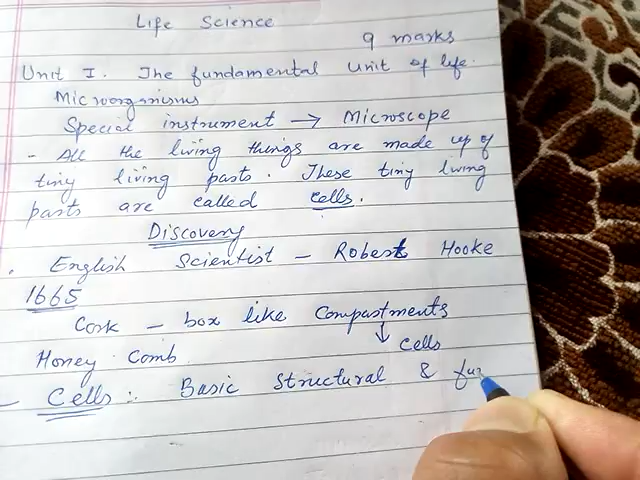 Life Science
9 marks
Unit I. The fundamental Unit of life.
Microorganisms
Special instrument → Microscope
- All the living things are made up of
tiny living parts. These tiny living
parts are called cells.
Discovery
. English Scientist - Robert Hooke
1665
Cork - box like Compartments
↓ Cells
Honey Comb
- Cells :. Basic Structural & fun